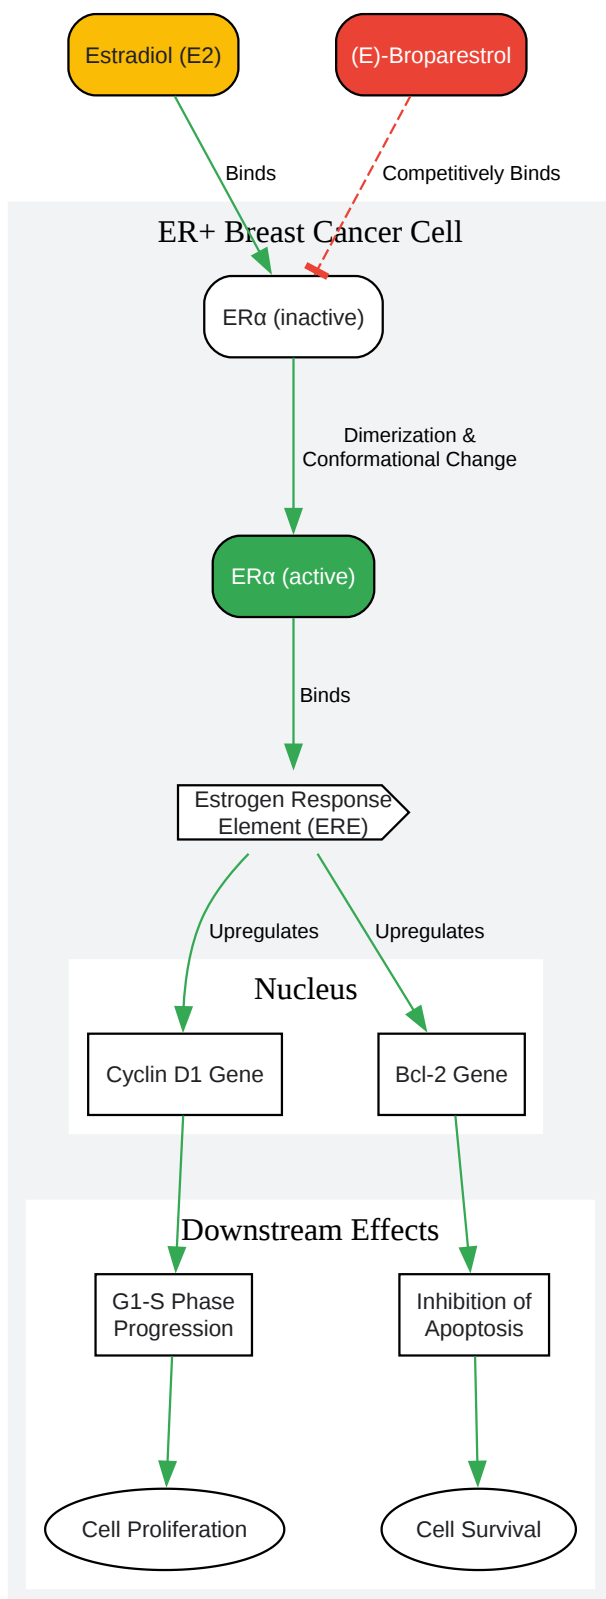 Estradiol (E2)
(E)-Broparestrol
Binds
Competitively Binds
ER+ Breast Cancer Cell
ERα (inactive)
Dimerization &
Conformational Change
ERα (active)
Binds
Estrogen Response
Element (ERE)
Upregulates
Upregulates
Nucleus
Cyclin D1 Gene
Bcl-2 Gene
Downstream Effects
G1-S Phase
Progression
Inhibition of
Apoptosis
Cell Proliferation
Cell Survival